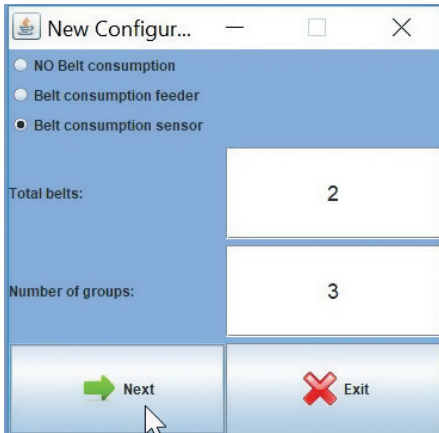 New Configur...
NO Belt consumption
Belt consumption feeder
Belt consumption sensor
Total belts: 2
Number of groups: 3
Next Exit